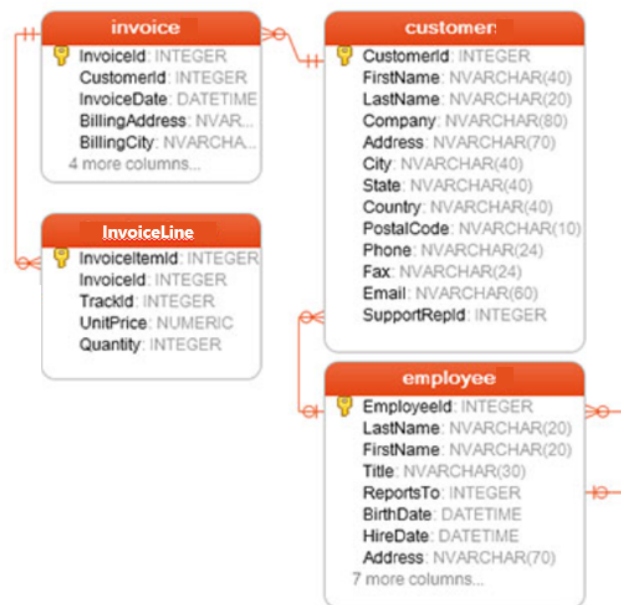 invoice
InvoiceId: INTEGER
CustomerId: INTEGER
InvoiceDate: DATETIME
BillingAddress: NVAR...
BillingCity: NVARCHA...
4 more columns...
InvoiceLine
InvoiceItemId: INTEGER
InvoiceId: INTEGER
TrackId: INTEGER
UnitPrice: NUMERIC
Quantity: INTEGER
customer
CustomerId: INTEGER
FirstName: NVARCHAR(40)
LastName: NVARCHAR(20)
Company: NVARCHAR(80)
Address: NVARCHAR(70)
City: NVARCHAR(40)
State: NVARCHAR(40)
Country: NVARCHAR(40)
PostalCode: NVARCHAR(10)
Phone: NVARCHAR(24)
Fax: NVARCHAR(24)
Email: NVARCHAR(60)
SupportRepId: INTEGER
employee
EmployeeId: INTEGER
LastName: NVARCHAR(20)
FirstName: NVARCHAR(20)
Title: NVARCHAR(30)
ReportsTo: INTEGER
BirthDate: DATETIME
HireDate: DATETIME
Address: NVARCHAR(70)
7 more columns...